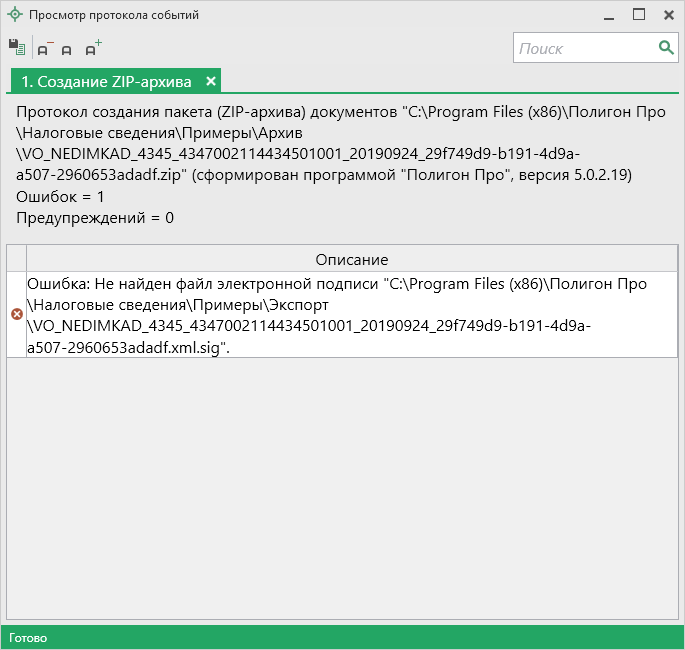 Просмотр протокола событий
Поиск
1. Создание ZIP-архива
Протокол создания пакета (ZIP-архива) документов "C:\Program Files (x86)\Полигон Про
\Налоговые сведения\Примеры\Архив
\VO_NEDIMKAD_4345_4347002114434501001_20190924_29f749d9-b191-4d9a-
a507-2960653adadf.zip" (сформирован программой "Полигон Про", версия 5.0.2.19)
Ошибок = 1
Предупреждений = 0
Описание
Ошибка: Не найден файл электронной подписи "C:\Program Files (x86)\Полигон Про
\Налоговые сведения\Примеры\Экспорт
\VO_NEDIMKAD_4345_4347002114434501001_20190924_29f749d9-b191-4d9a-
a507-2960653adadf.xml.sig".
Готово